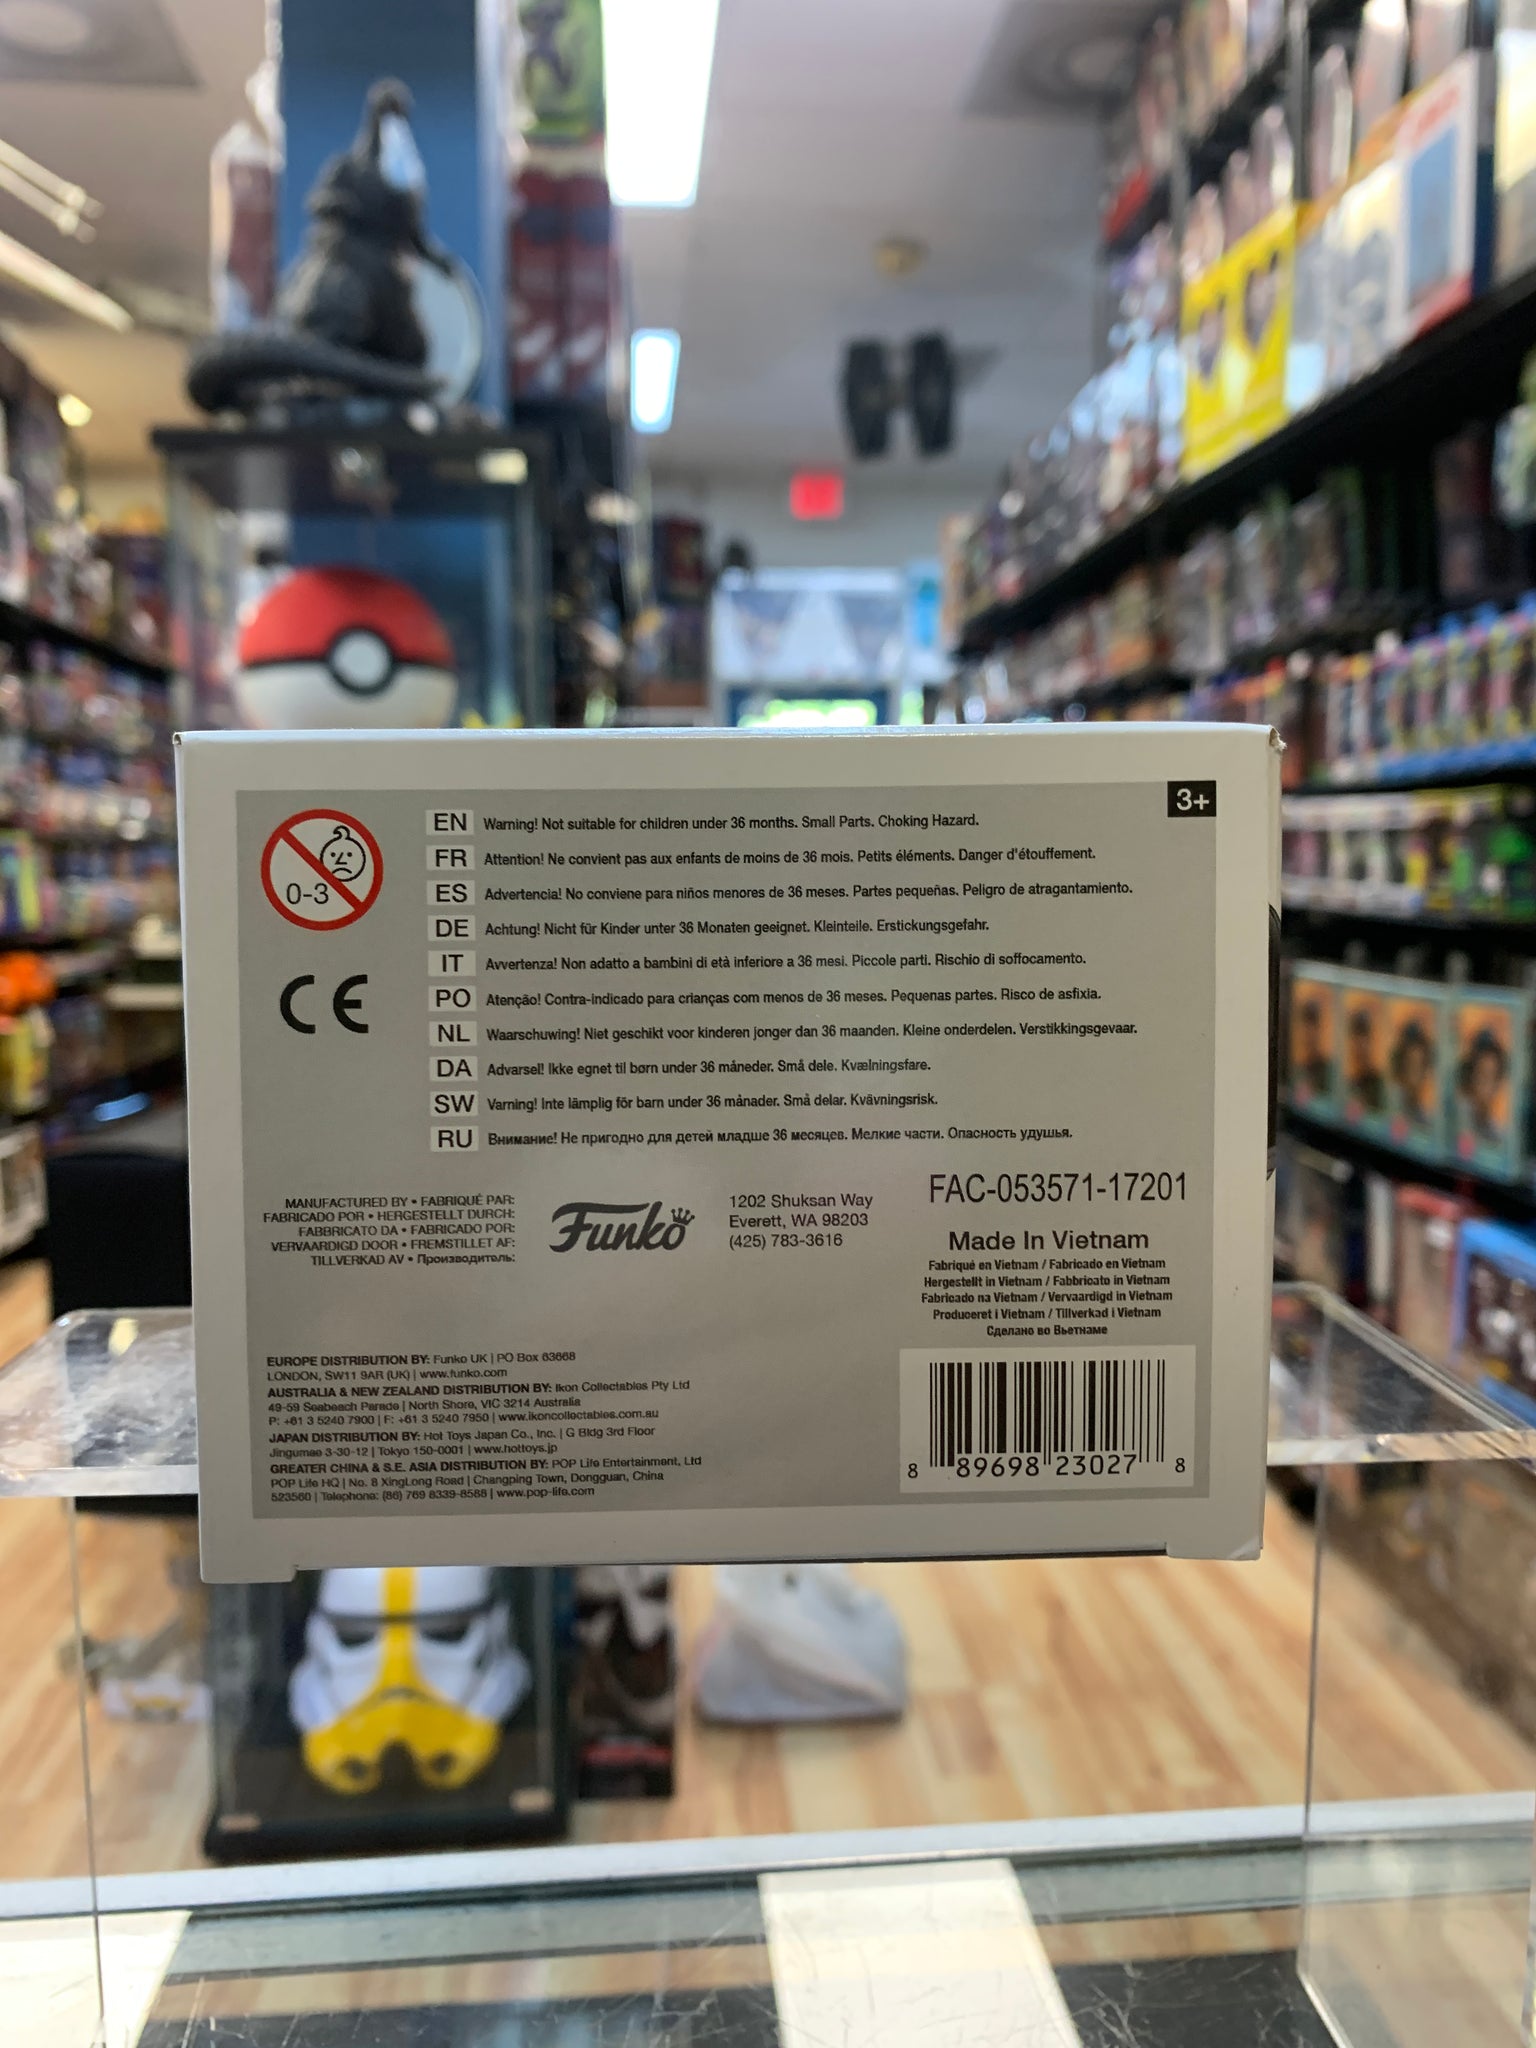 3+
0-3
EN Warning! Not suitable for children under 36 months. Small Parts. Choking Hazard.
FR Attention! Ne convient pas aux enfants de moins de 36 mois. Petits éléments. Danger d'étouffement.
ES Advertencia! No conviene para niños menores de 36 meses. Partes pequeñas. Peligro de atragantamiento.
DE Achtung! Nicht für Kinder unter 36 Monaten geeignet. Kleinteile. Erstickungsgefahr.
IT Avvertenza! Non adatto a bambini di età inferiore a 36 mesi. Piccole parti. Rischio di soffocamento.
PO Atenção! Contra-indicado para crianças com menos de 36 meses. Pequenas partes. Risco de asfixia.
NL Waarschuwing! Niet geschikt voor kinderen jonger dan 36 maanden. Kleine onderdelen. Verstikkingsgevaar.
DA Advarsel! Ikke egnet til børn under 36 måneder. Små dele. Kvælningsfare.
SW Varning! Inte lämplig för barn under 36 månader. Små delar. Kvävningsrisk.
RU Внимание! Не пригодно для детей младше 36 месяцев. Мелкие части. Опасность удушья.
CE
MANUFACTURED BY • FABRIQUÉ PAR:
FABRICADO POR • HERGESTELLT DURCH:
FABBRICATO DA • FABRICADO POR:
VERVAARDIGD DOOR • FREMSTILLET AF:
TILLVERKAD AV • Производитель:
Funko
1202 Shuksan Way
Everett, WA 98203
(425) 783-3616
FAC-053571-17201
Made In Vietnam
Fabriqué en Vietnam / Fabricado en Vietnam
Hergestellt in Vietnam / Fabbricato in Vietnam
Fabricado na Vietnam / Vervaardigd in Vietnam
Produceret i Vietnam / Tillverkad i Vietnam
Сделано во Вьетнаме
EUROPE DISTRIBUTION BY: Funko UK | PO Box 63668
LONDON, SW11 9AR (UK) | www.funko.com
AUSTRALIA & NEW ZEALAND DISTRIBUTION BY: Ikon Collectables Pty Ltd
49-59 Seabeach Parade | North Shore, VIC 3214 Australia
P: +61 3 5240 7900 | F: +61 3 5240 7950 | www.ikoncollectables.com.au
JAPAN DISTRIBUTION BY: Hot Toys Japan Co., Inc. | G Bldg 3rd Floor
Jingumae 3-30-12 | Tokyo 150-0001 | www.hottoys.jp
GREATER CHINA & S.E. ASIA DISTRIBUTION BY: POP Life Entertainment, Ltd
POP Life HQ | No. 8 XingLong Road | Changping Town, Dongguan, China
523560 | Telephone: (86) 769 8339-8588 | www.pop-life.com
8 89698 23027 8